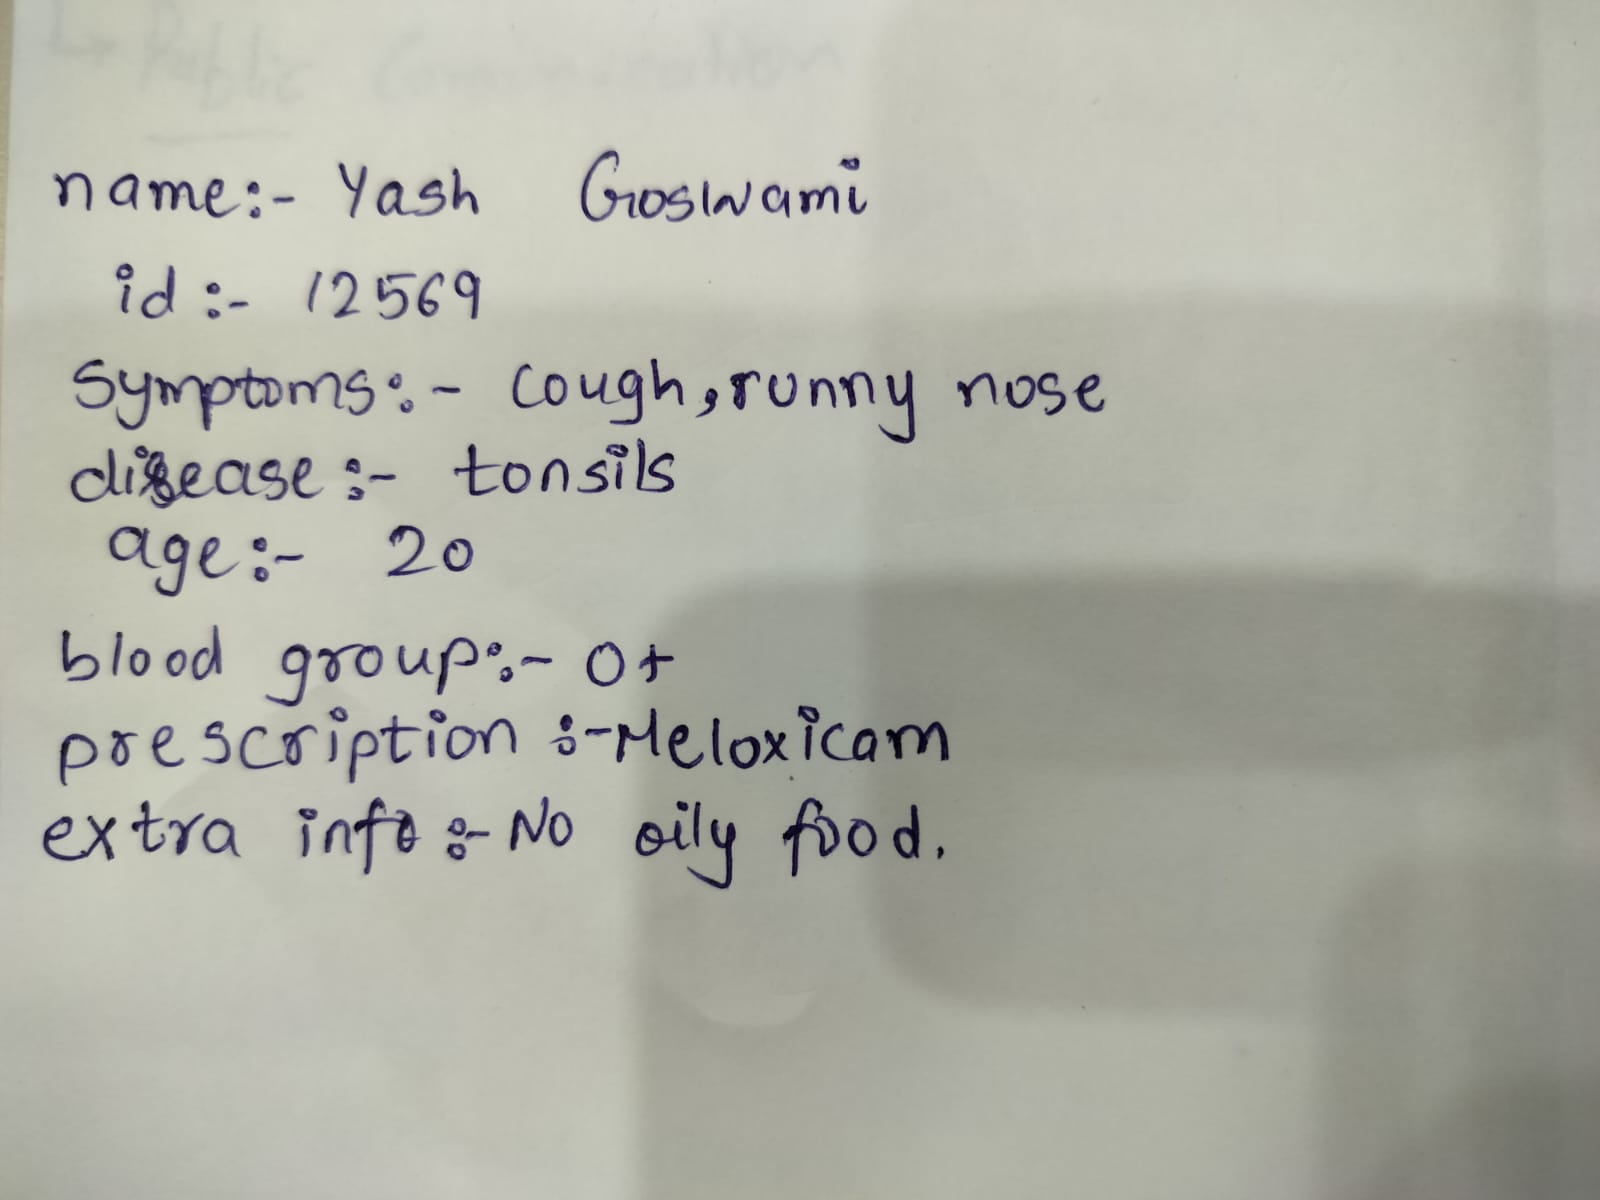 name:- Yash Goswami
id:- 12569
Symptoms:- Cough, runny nose
disease:- tonsils
age:- 20
blood group:- O+
prescription:- Meloxicam
extra info:- No oily food.